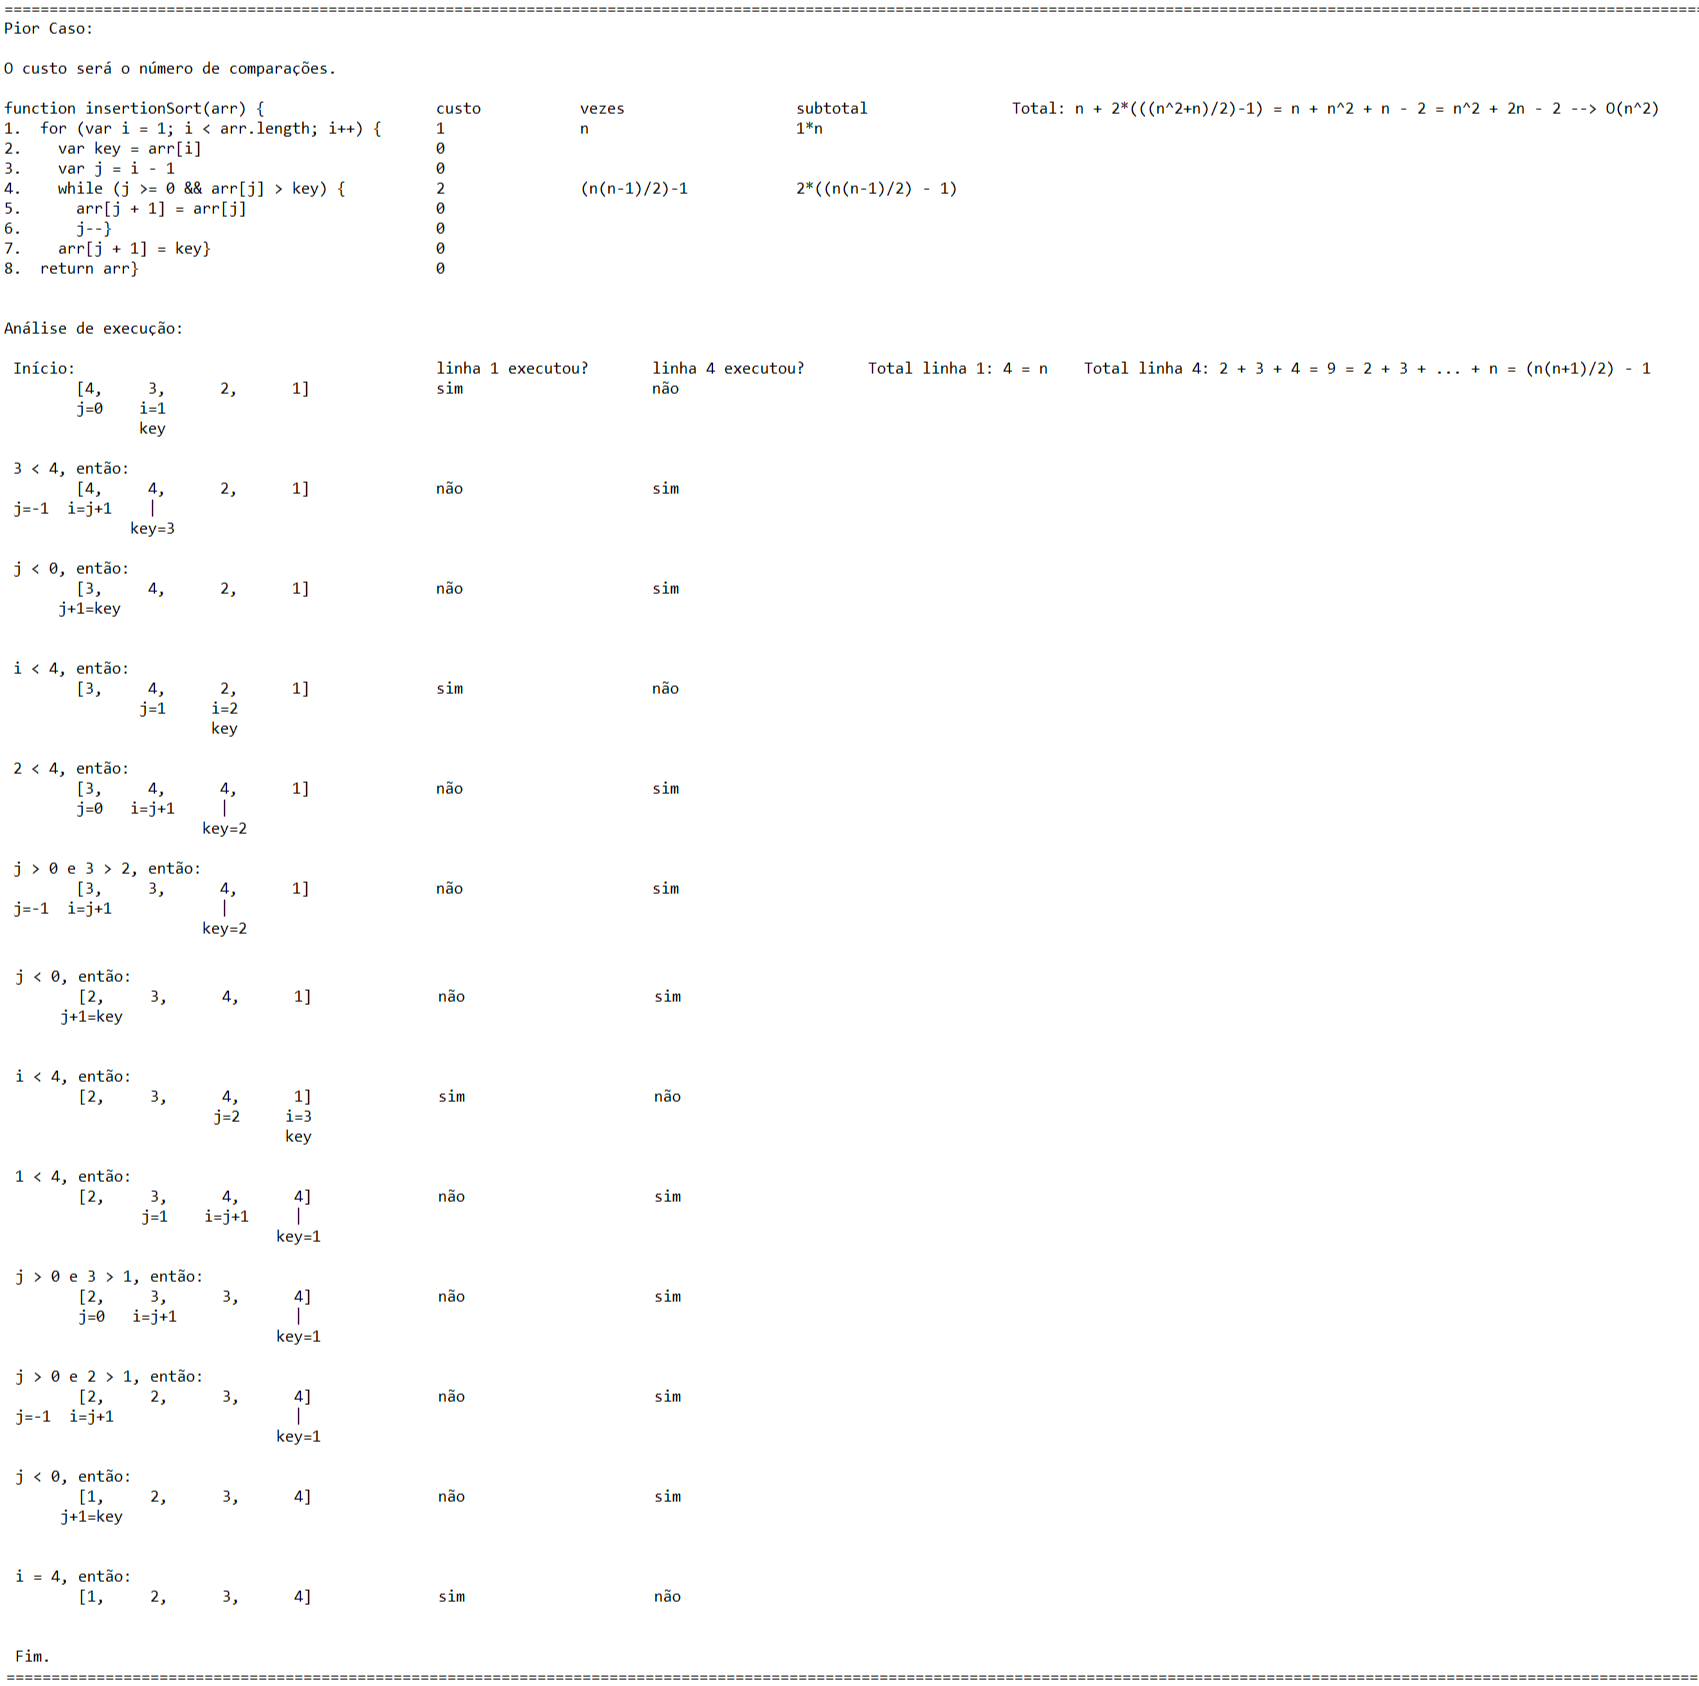 ================================================================================
Pior Caso:
O custo será o número de comparações.
function insertionSort(arr) { custo vezes subtotal Total: n + 2*(((n^2+n)/2)-1) = n + n^2 + n - 2 = n^2 + 2n - 2 --> O(n^2)
1. for (var i = 1; i < arr.length; i++) { 1 n 1*n
2. var key = arr[i] 0
3. var j = i - 1 0
4. while (j >= 0 && arr[j] > key) { 2 (n(n-1)/2)-1 2*((n(n-1)/2) - 1)
5. arr[j + 1] = arr[j] 0
6. j--} 0
7. arr[j + 1] = key} 0
8. return arr} 0
Análise de execução:
Início: linha 1 executou? linha 4 executou? Total linha 1: 4 = n Total linha 4: 2 + 3 + 4 = 9 = 2 + 3 + ... + n = (n(n+1)/2) - 1
[4, 3, 2, 1] sim não
j=0 i=1
key
3 < 4, então:
[4, 4, 2, 1] não sim
j=-1 i=j+1 |
key=3
j < 0, então:
[3, 4, 2, 1] não sim
j+1=key
i < 4, então:
[3, 4, 2, 1] sim não
j=1 i=2
key
2 < 4, então:
[3, 4, 4, 1] não sim
j=0 i=j+1 |
key=2
j > 0 e 3 > 2, então:
[3, 3, 4, 1] não sim
j=-1 i=j+1 |
key=2
j < 0, então:
[2, 3, 4, 1] não sim
j+1=key
i < 4, então:
[2, 3, 4, 1] sim não
j=2 i=3
key
1 < 4, então:
[2, 3, 4, 4] não sim
j=1 i=j+1 |
key=1
j > 0 e 3 > 1, então:
[2, 3, 3, 4] não sim
j=0 i=j+1 |
key=1
j > 0 e 2 > 1, então:
[2, 2, 3, 4] não sim
j=-1 i=j+1 |
key=1
j < 0, então:
[1, 2, 3, 4] não sim
j+1=key
i = 4, então:
[1, 2, 3, 4] sim não
Fim.
================================================================================